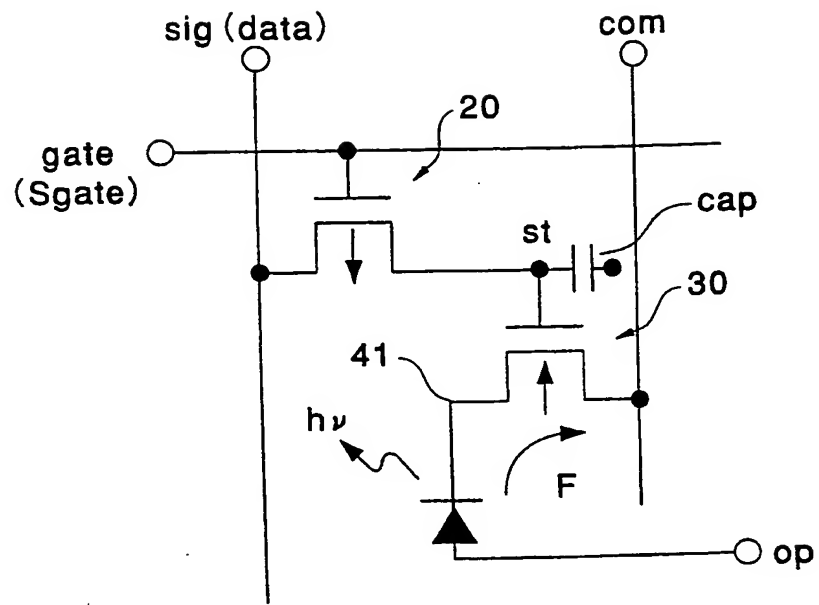 sig (data)
com
20
gate
(Sgate)
cap
st
30
41
hν
F
op